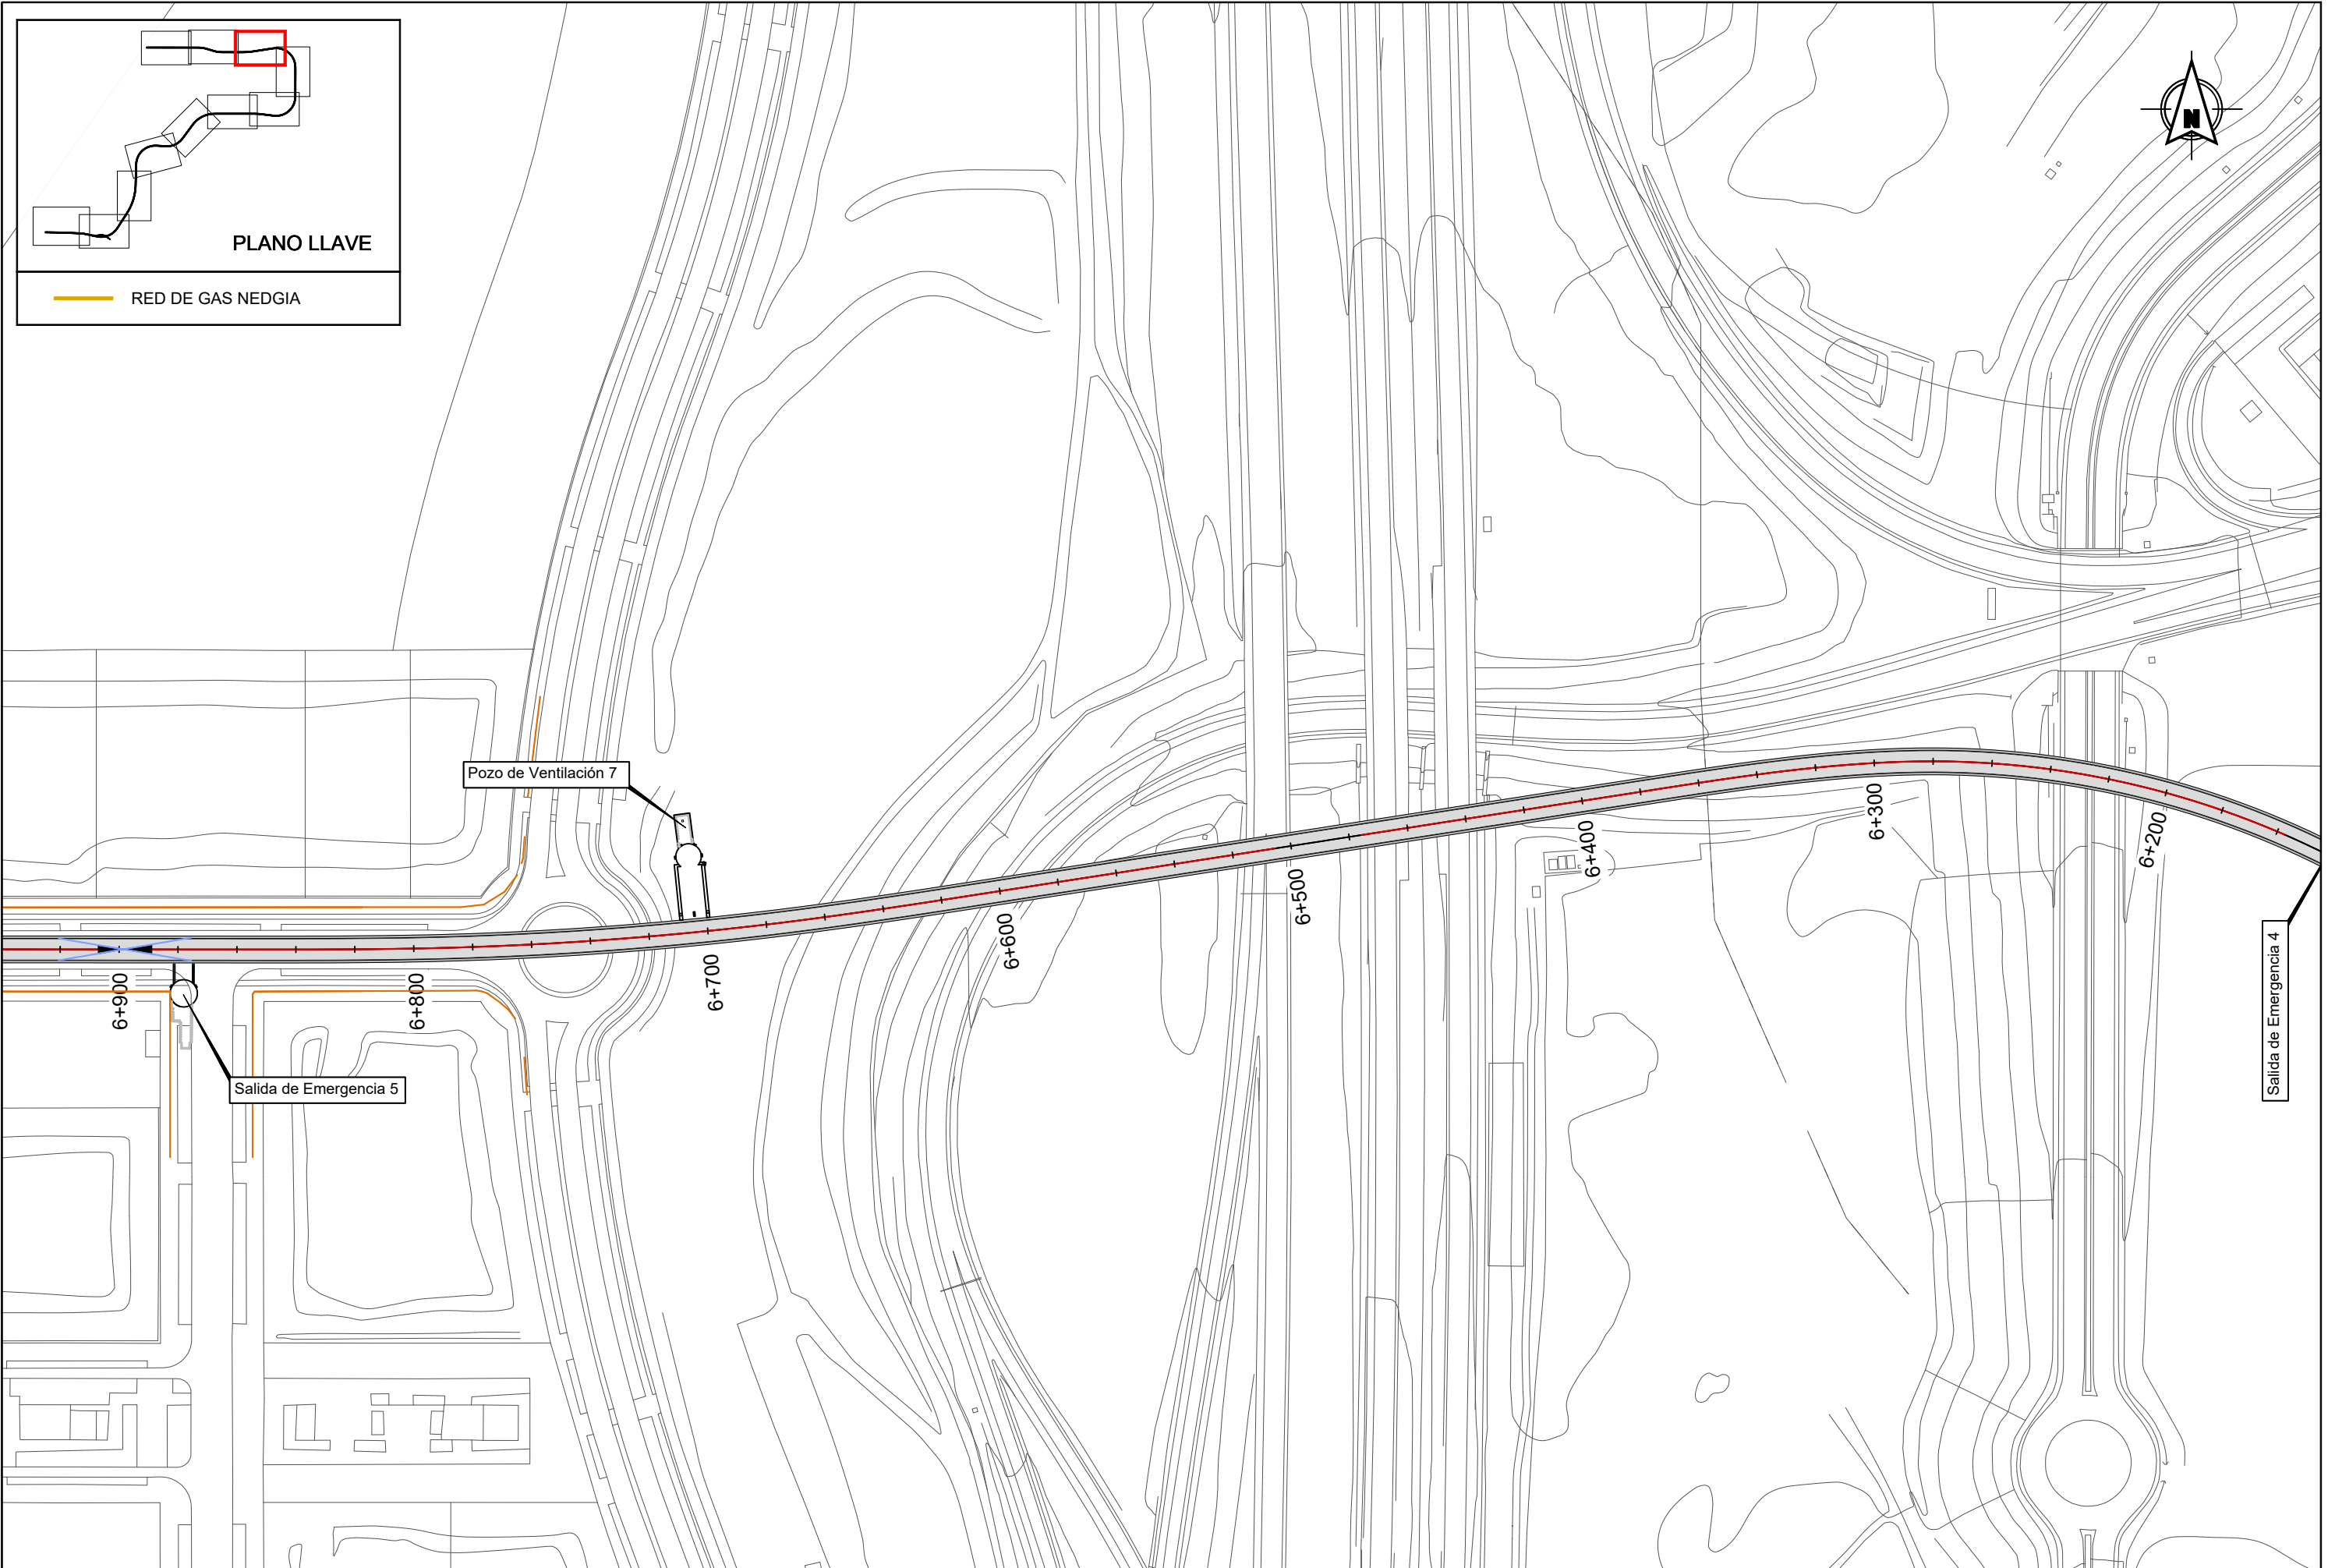 PLANO LLAVE
RED DE GAS NEDGIA
N
Pozo de Ventilación 7
6+900
6+800
6+700
6+600
6+500
6+400
6+300
6+200
Salida de Emergencia 5
Salida de Emergencia 4